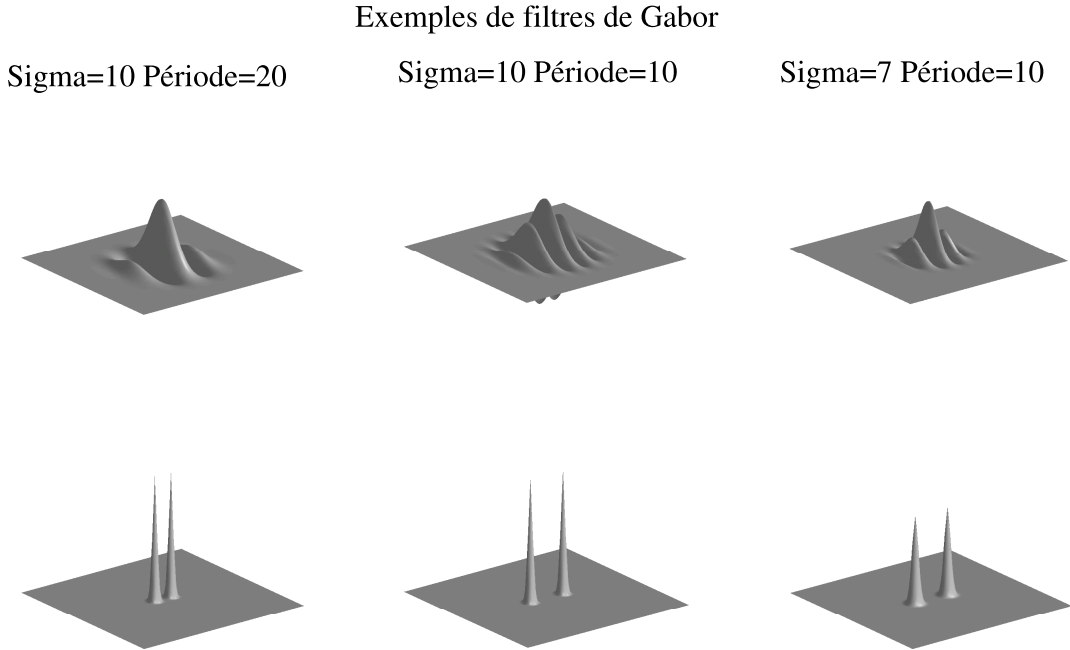 Exemples de filtres de Gabor
Sigma=10 Période=20
Sigma=10 Période=10
Sigma=7 Période=10